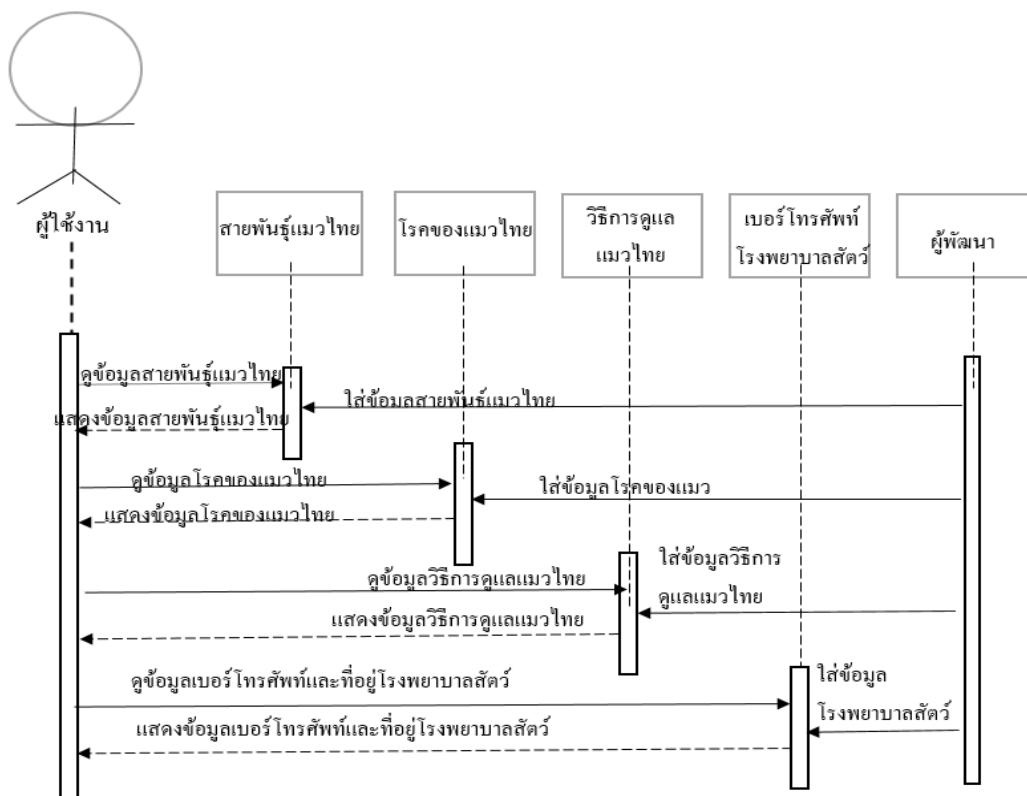 ผู้ใช้งาน
สายพันธุ์แมวไทย
โรคของแมวไทย
วิธีการดูแล
แมวไทย
เบอร์โทรศัพท์
โรงพยาบาลสัตว์
ผู้พัฒนา
ดูข้อมูลสายพันธุ์แมวไทย
ใส่ข้อมูลสายพันธุ์แมวไทย
แสดงข้อมูลสายพันธุ์แมวไทย
ดูข้อมูลโรคของแมวไทย
ใส่ข้อมูลโรคของแมว
แสดงข้อมูลโรคของแมวไทย
ใส่ข้อมูลวิธีการ
ดูแลแมวไทย
ดูข้อมูลวิธีการดูแลแมวไทย
แสดงข้อมูลวิธีการดูแลแมวไทย
ใส่ข้อมูล
โรงพยาบาลสัตว์
ดูข้อมูลเบอร์โทรศัพท์และที่อยู่โรงพยาบาลสัตว์
แสดงข้อมูลเบอร์โทรศัพท์และที่อยู่โรงพยาบาลสัตว์